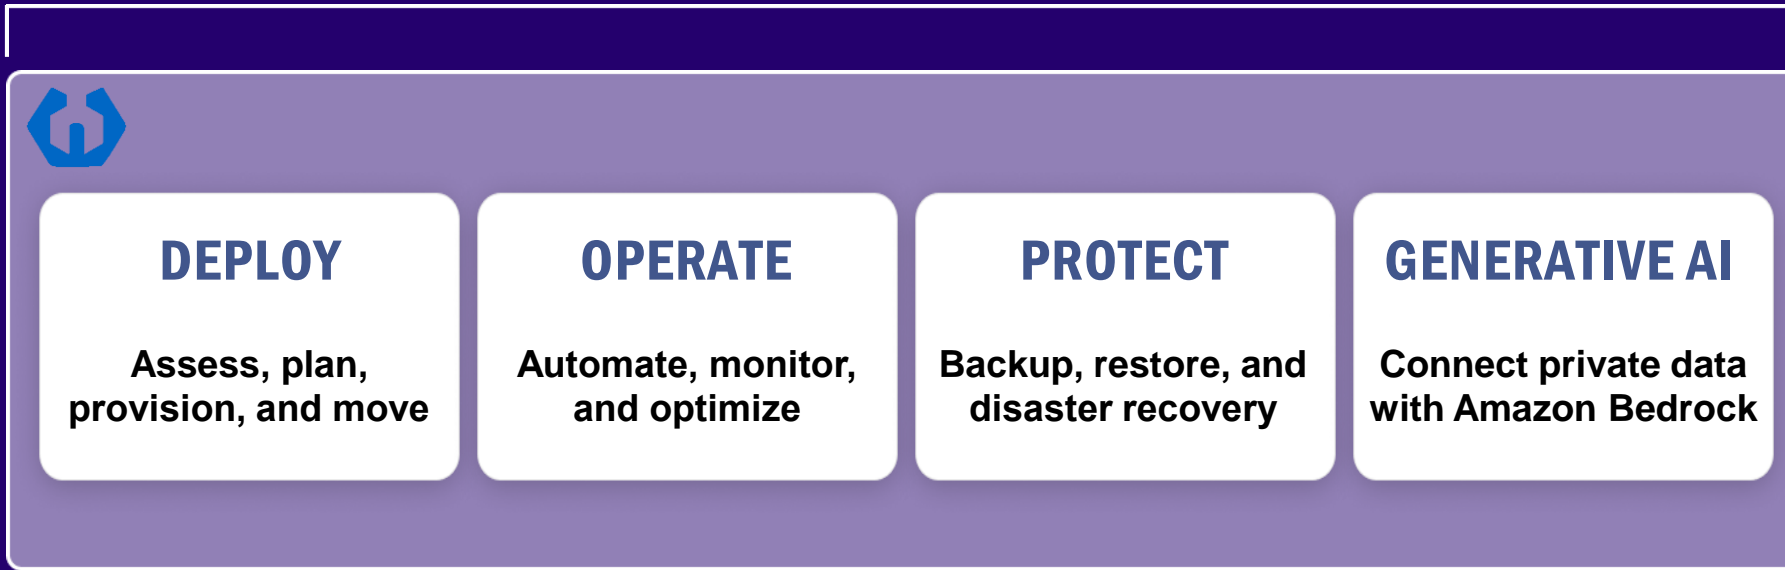 DEPLOY
Assess, plan,
provision, and move
OPERATE
Automate, monitor,
and optimize
PROTECT
Backup, restore, and
disaster recovery
GENERATIVE AI
Connect private data
with Amazon Bedrock